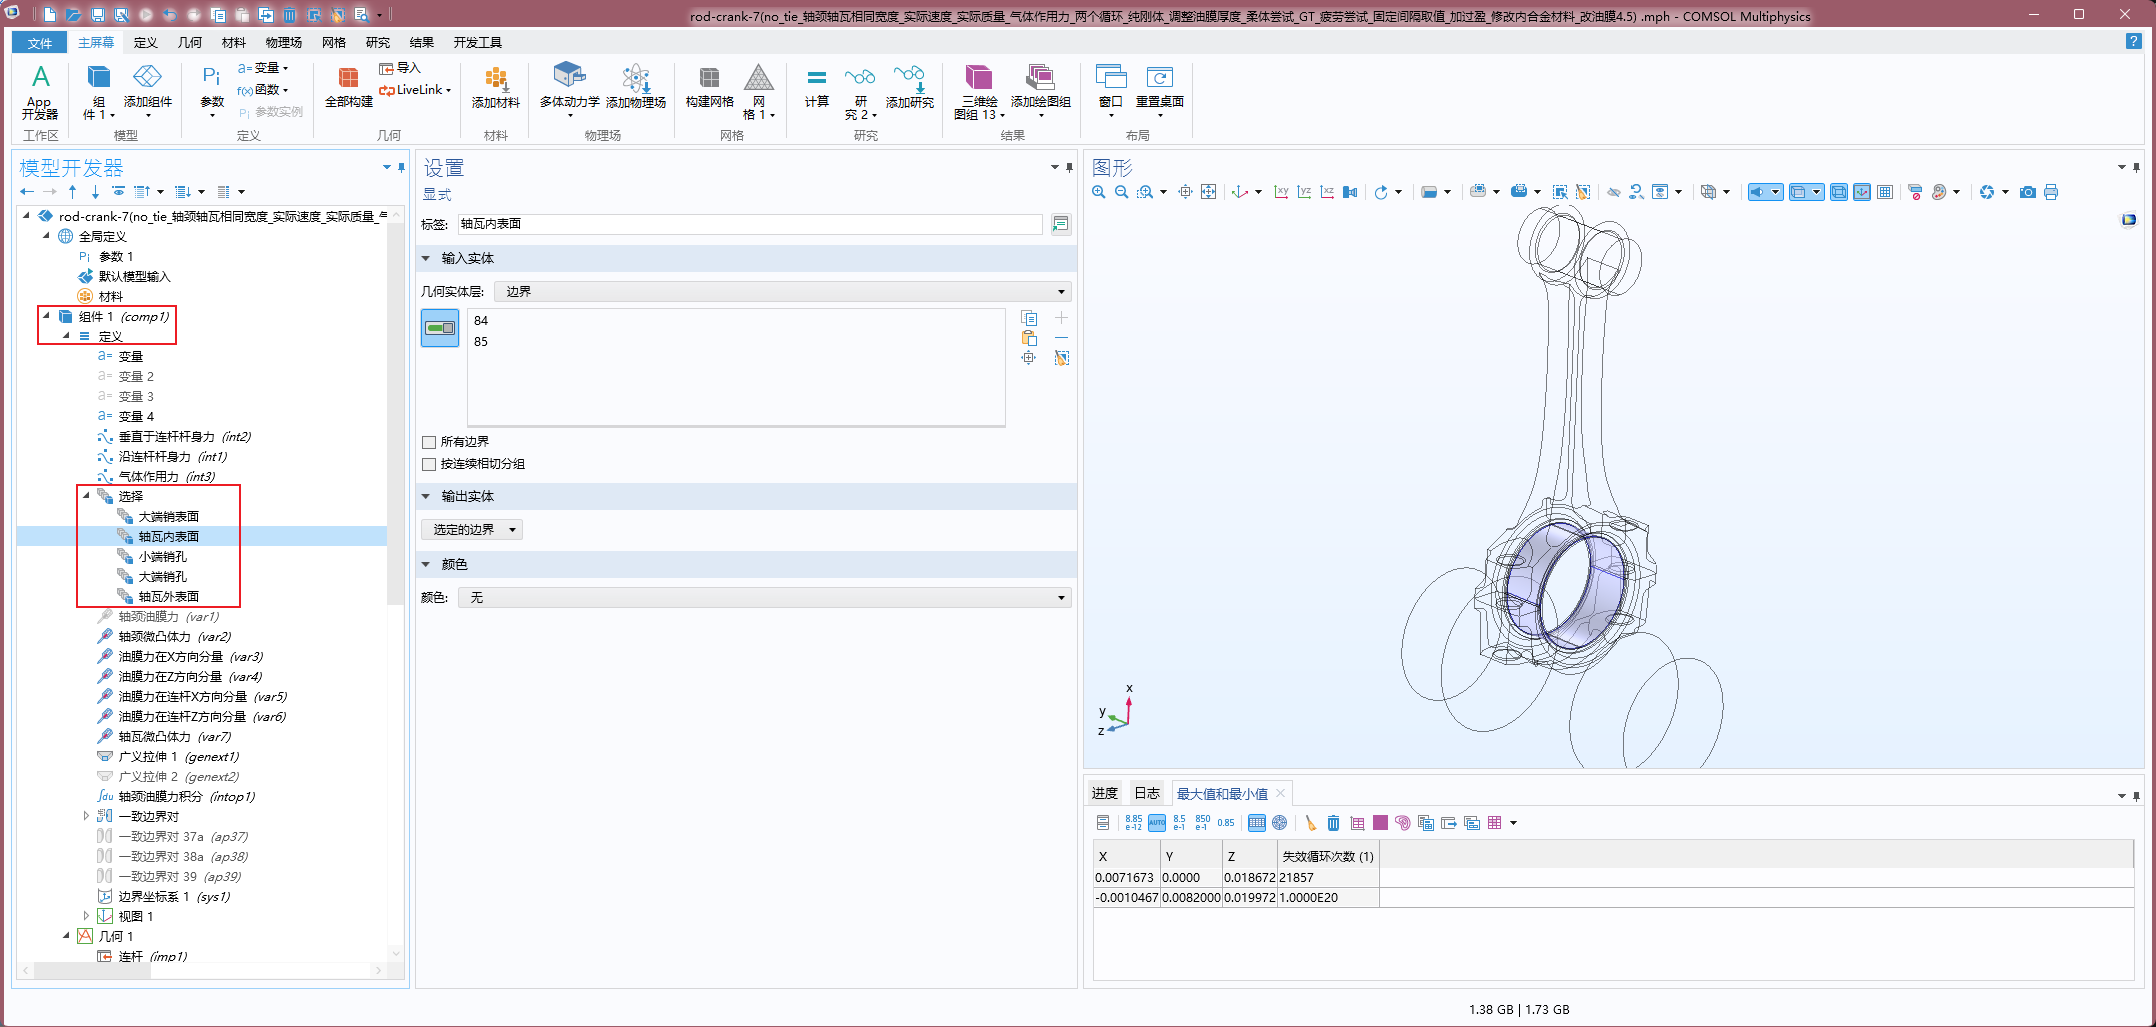 rod-crank-7(no_tie_轴颈轴瓦相同宽度_实际速度_实际质量_气体作用力_两个循环_纯刚体_调整油膜厚度_柔体尝试_GT_疲劳尝试_固定间隔取值_加过盈_修改内合金材料_改油膜4.5) .mph - COMSOL Multiphysics
文件 主屏幕 定义 几何 材料 物理场 网格 研究 结果 开发工具
App 开发器
工作区
组件 1
添加组件
模型
Pi 参数
a= 变量
f(x) 函数
Pi 参数实例
定义
全部构建
导入
LiveLink
几何
添加材料
材料
多体动力学
添加物理场
物理场
构建网格
网格 1
网格
计算
研究 2
添加研究
研究
三维绘图组 13
添加绘图组
结果
窗口
重置桌面
布局
模型开发器
rod-crank-7(no_tie_轴颈轴瓦相同宽度_实际速度_实际质量_
全局定义
Pi 参数 1
默认模型输入
材料
组件 1 (comp1)
定义
a= 变量
a= 变量 2
a= 变量 3
a= 变量 4
垂直于连杆杆身力 (int2)
沿连杆杆身力 (int1)
气体作用力 (int3)
选择
大端销表面
轴瓦内表面
小端销孔
大端销孔
轴瓦外表面
轴颈油膜力 (var1)
轴颈微凸体力 (var2)
油膜力在X方向分量 (var3)
油膜力在Z方向分量 (var4)
油膜力在连杆X方向分量 (var5)
油膜力在连杆Z方向分量 (var6)
轴瓦微凸体力 (var7)
广义拉伸 1 (genext1)
广义拉伸 2 (genext2)
∫du 轴颈油膜力积分 (intop1)
一致边界对
一致边界对 37a (ap37)
一致边界对 38a (ap38)
一致边界对 39 (ap39)
边界坐标系 1 (sys1)
视图 1
几何 1
连杆 (imp1)
设置
显式
标签: 轴瓦内表面
输入实体
几何实体层: 边界
84
85
所有边界
按连续相切分组
输出实体
选定的边界
颜色
颜色: 无
图形
xy yz xz
x
y
z
进度 日志 最大值和最小值
8.85 e-12 AUTO 8.5 e-1 850 e-1 0.85
X Y Z 失效循环次数 (1)
0.0071673 0.0000 0.018672 21857
-0.0010467 0.0082000 0.019972 1.0000E20
1.38 GB | 1.73 GB